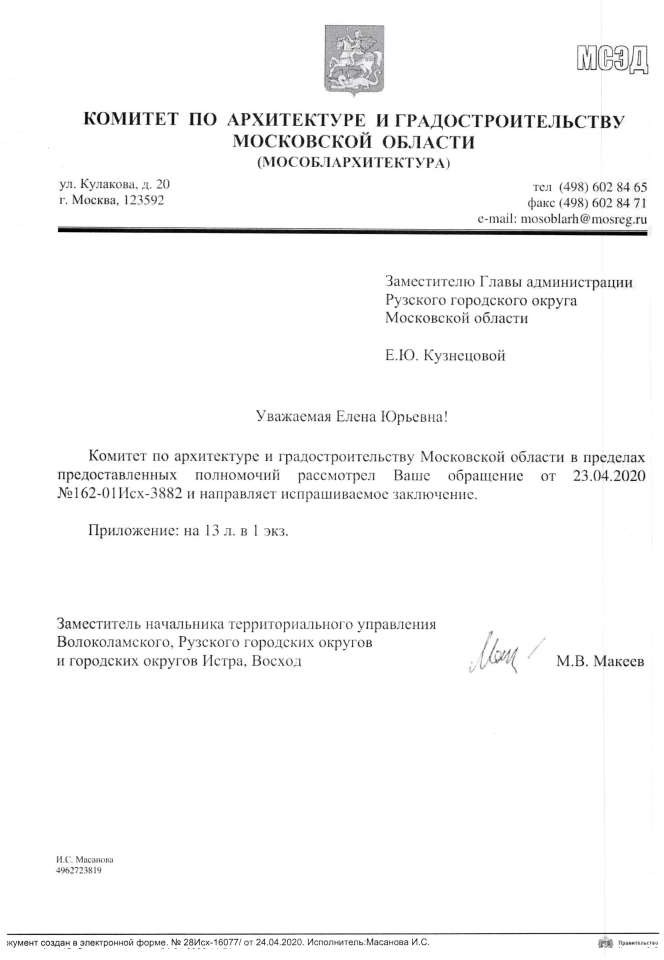 МСЭД
КОМИТЕТ ПО АРХИТЕКТУРЕ И ГРАДОСТРОИТЕЛЬСТВУ
МОСКОВСКОЙ ОБЛАСТИ
(МОСОБЛАРХИТЕКТУРА)
ул. Кулакова, д. 20
г. Москва, 123592
тел (498) 602 84 65
факс (498) 602 84 71
e-mail: mosoblarh@mosreg.ru
Заместителю Главы администрации
Рузского городского округа
Московской области
Е.Ю. Кузнецовой
Уважаемая Елена Юрьевна!
Комитет по архитектуре и градостроительству Московской области в пределах
предоставленных полномочий рассмотрел Ваше обращение от 23.04.2020
№162-01Исх-3882 и направляет испрашиваемое заключение.
Приложение: на 13 л. в 1 экз.
Заместитель начальника территориального управления
Волоколамского, Рузского городских округов
и городских округов Истра, Восход
М.В. Макеев
И.С. Масанова
4962723819
окумент создан в электронной форме. № 28Исх-16077/ от 24.04.2020. Исполнитель:Масанова И.С.
Правительство